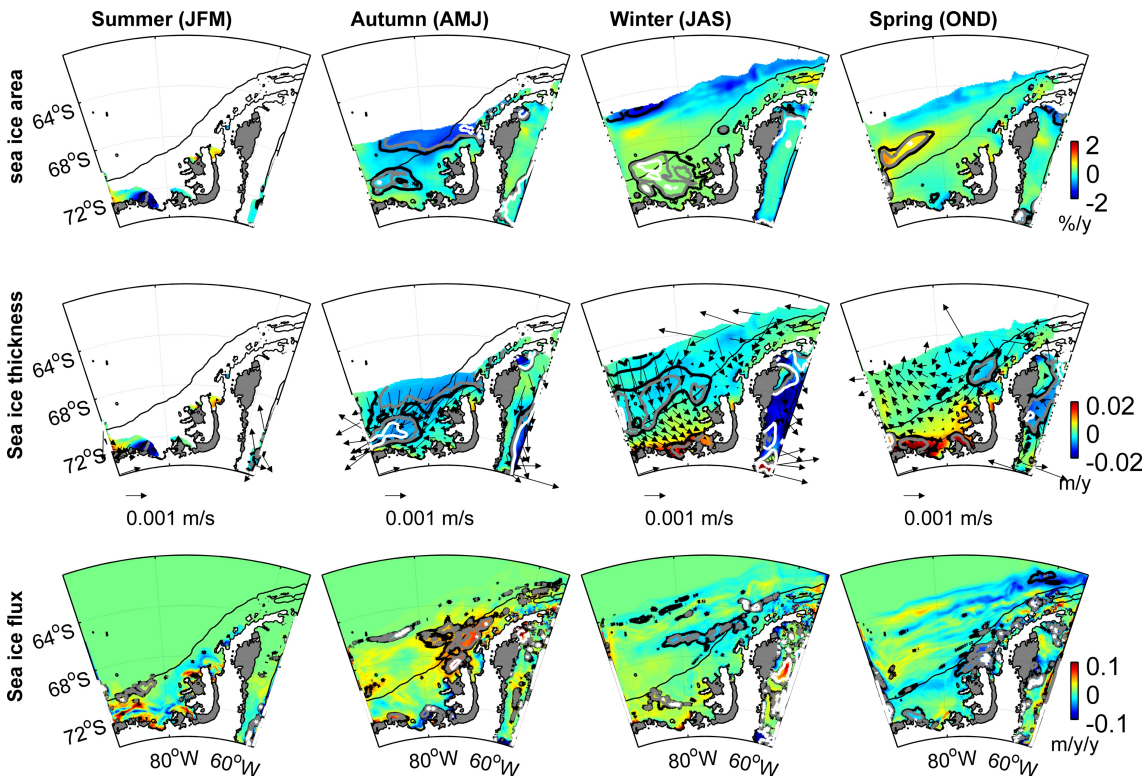 Summer (JFM)
Autumn (AMJ)
Winter (JAS)
Spring (OND)
sea ice area
64°S
68°S
72°S
2
0
-2
%/y
Sea ice thickness
64°S
68°S
72°S
0.02
0
-0.02
m/y
0.001 m/s
0.001 m/s
0.001 m/s
0.001 m/s
Sea ice flux
64°S
68°S
72°S
0.1
0
-0.1
m/y/y
80°W
60°W
80°W
60°W
80°W
60°W